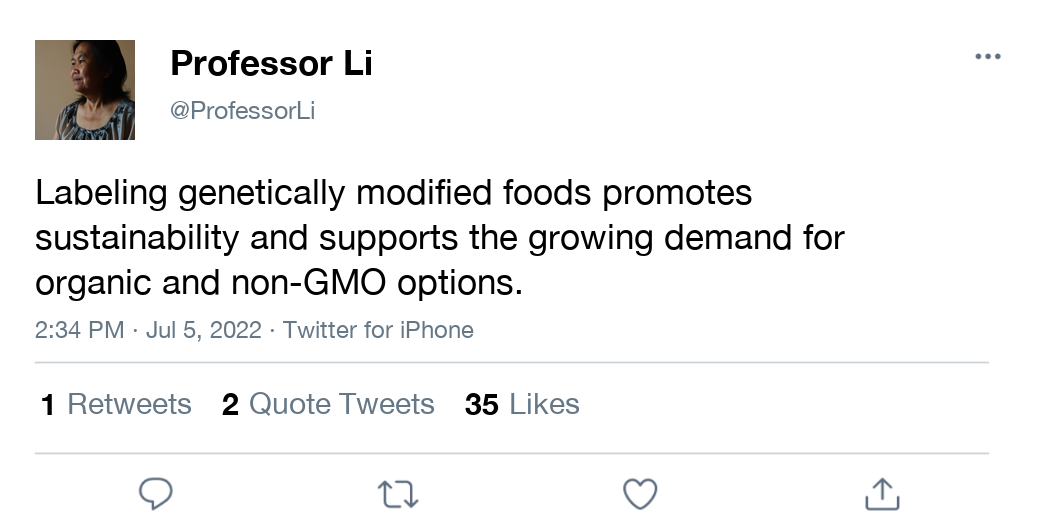 Professor Li
@ProfessorLi
Labeling genetically modified foods promotes
sustainability and supports the growing demand for
organic and non-GMO options.
2:34 PM · Jul 5, 2022 · Twitter for iPhone
1 Retweets 2 Quote Tweets 35 Likes